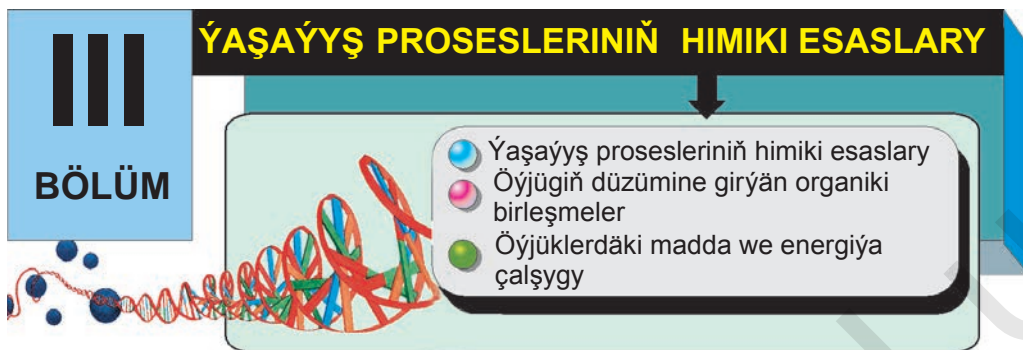 III
BÖLÜM
ÝAŞAÝYŞ PROSESLERINIŇ HIMIKI ESASLARY
Ýaşaýyş prosesleriniň himiki esaslary
Öýjügiň düzümine girýän organiki
birleşmeler
Öýjüklerdäki madda we energiýa
çalşygy